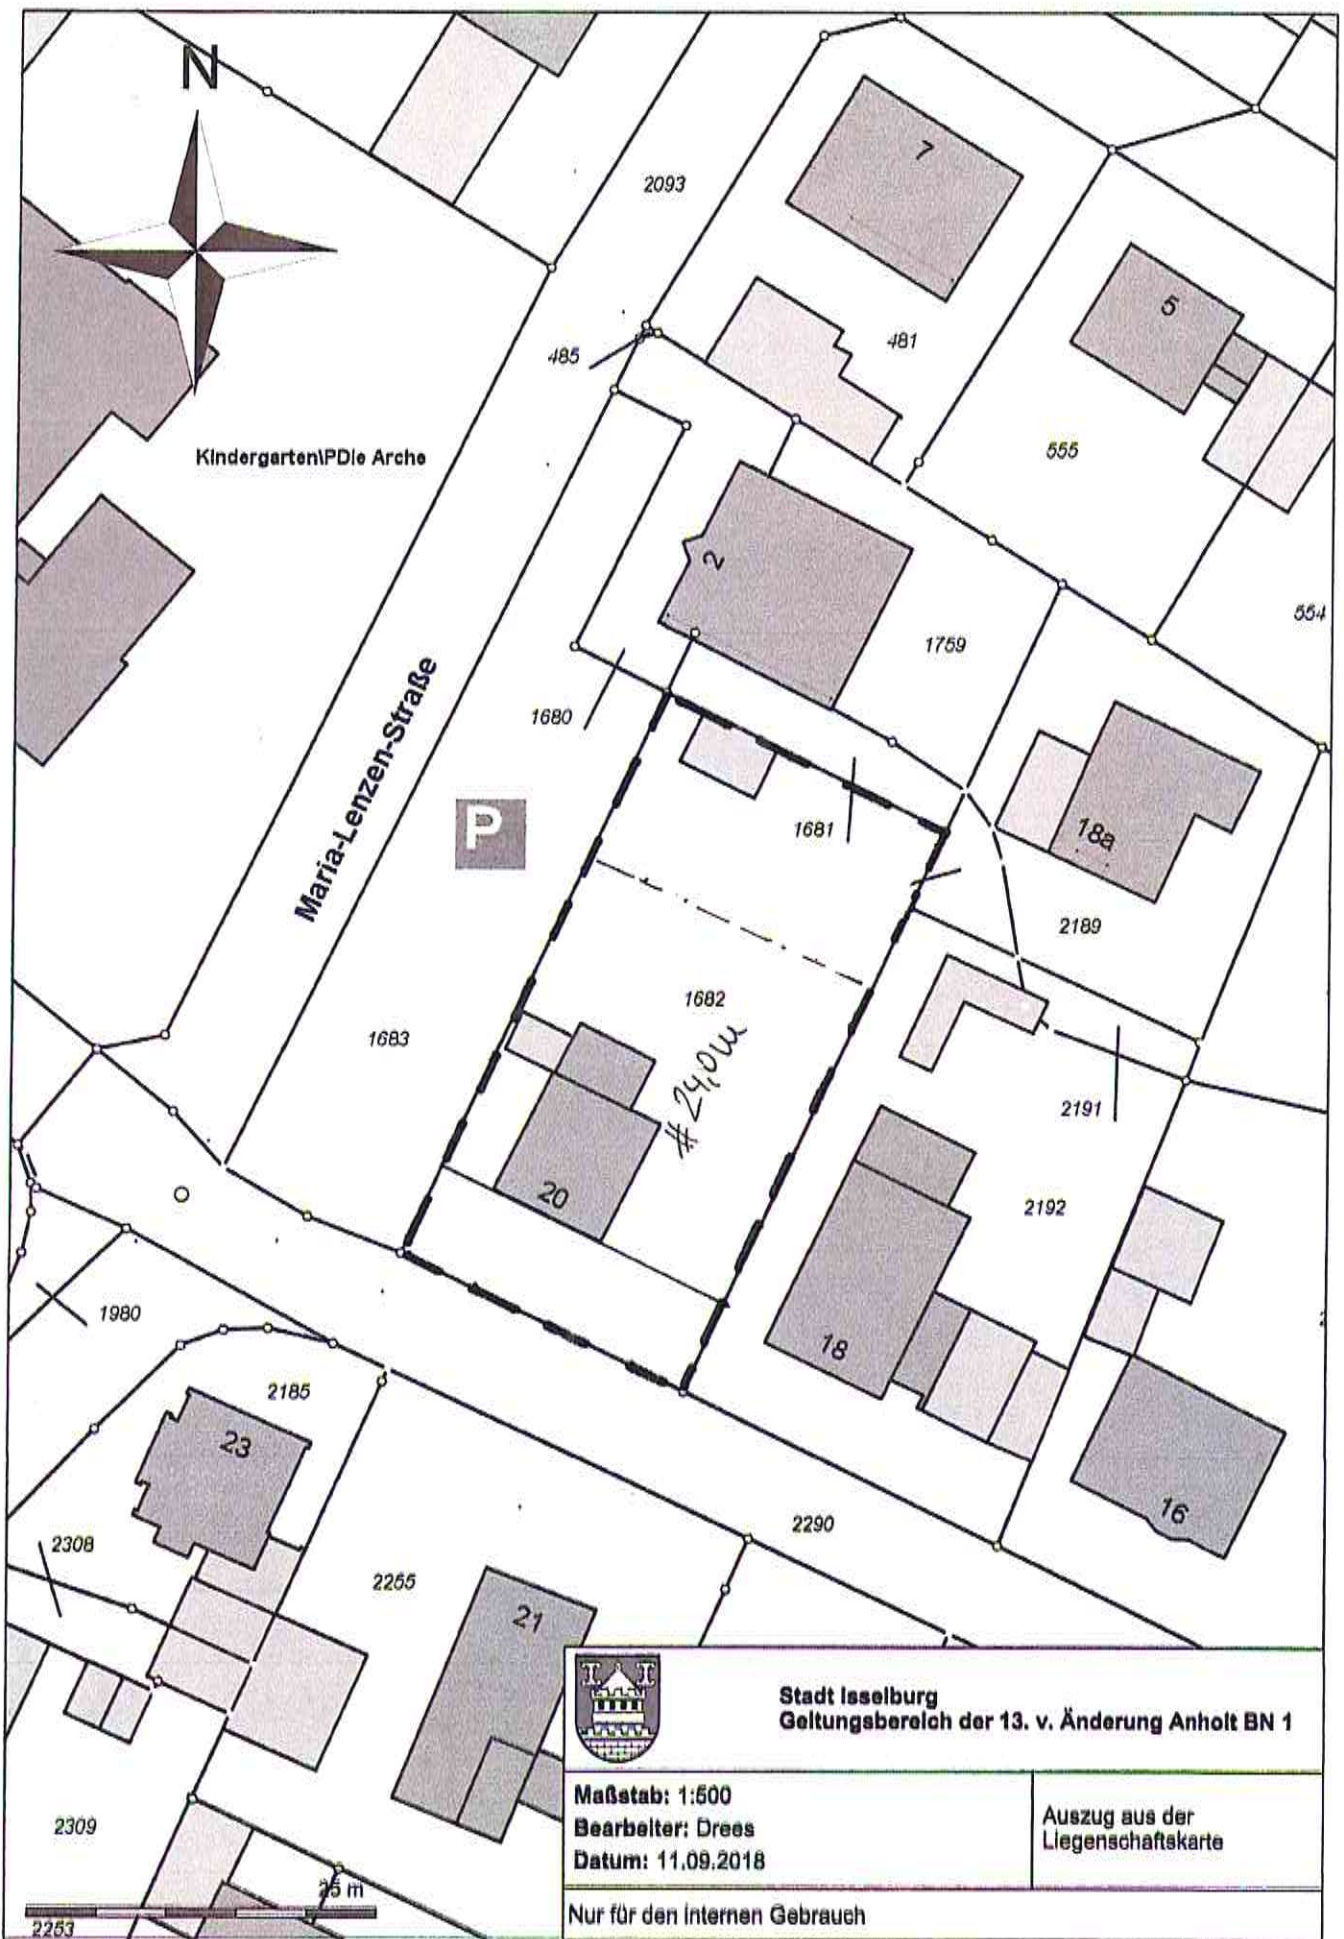 N
7
2093
5
485
481
Kindergarten\PDie Arche
555
2
554
1759
1680
Maria-Lenzen-Straße
P
1681
18a
2189
1682
1683
# 24,0m
2191
20
2192
1980
18
2185
23
16
2290
2308
2255
21
Stadt Isselburg
Geltungsbereich der 13. v. Änderung Anholt BN 1
Maßstab: 1:500
Bearbeiter: Drees
Datum: 11.09.2018
Auszug aus der
Liegenschaftskarte
2309
25 m
2253
Nur für den internen Gebrauch